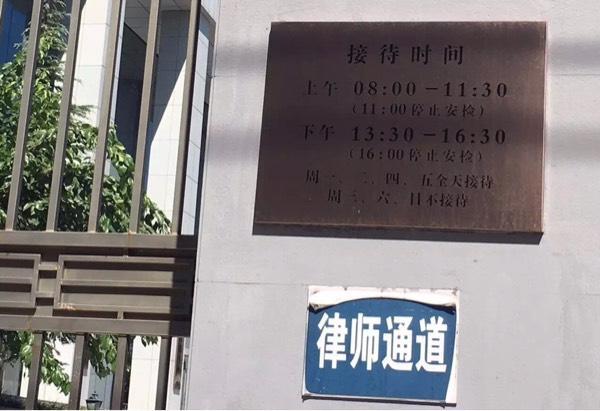 接待时间
上午 08:00-11:30
(11:00停止安检)
下午 13:30-16:30
(16:00停止安检)
周一、二、四、五全天接待
周三、六、日不接待
律师通道